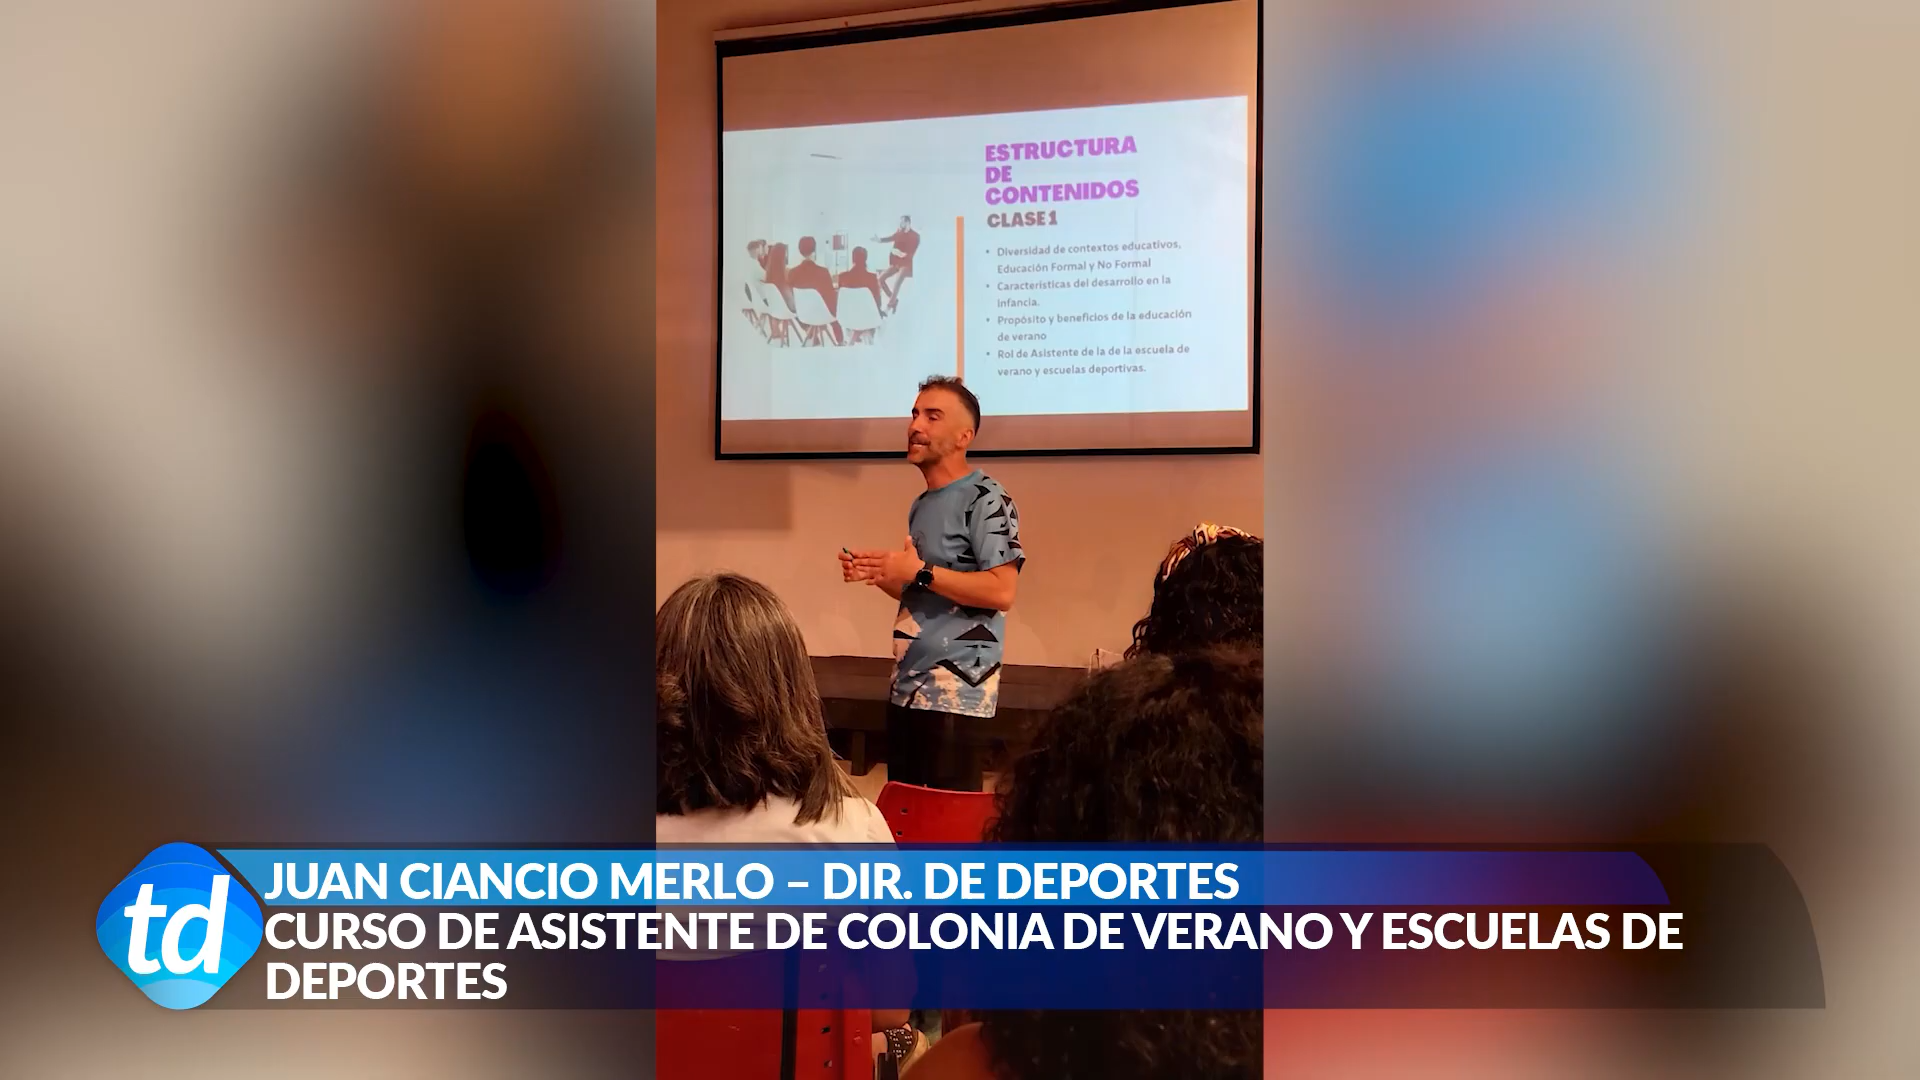 ESTRUCTURA
DE
CONTENIDOS
CLASE 1
• Diversidad de contextos educativos,
Educación Formal y No Formal
• Características del desarrollo en la
infancia.
• Propósito y beneficios de la educación
de verano
• Rol de Asistente de la de la escuela de
verano y escuelas deportivas.
td
JUAN CIANCIO MERLO – DIR. DE DEPORTES
CURSO DE ASISTENTE DE COLONIA DE VERANO Y ESCUELAS DE
DEPORTES